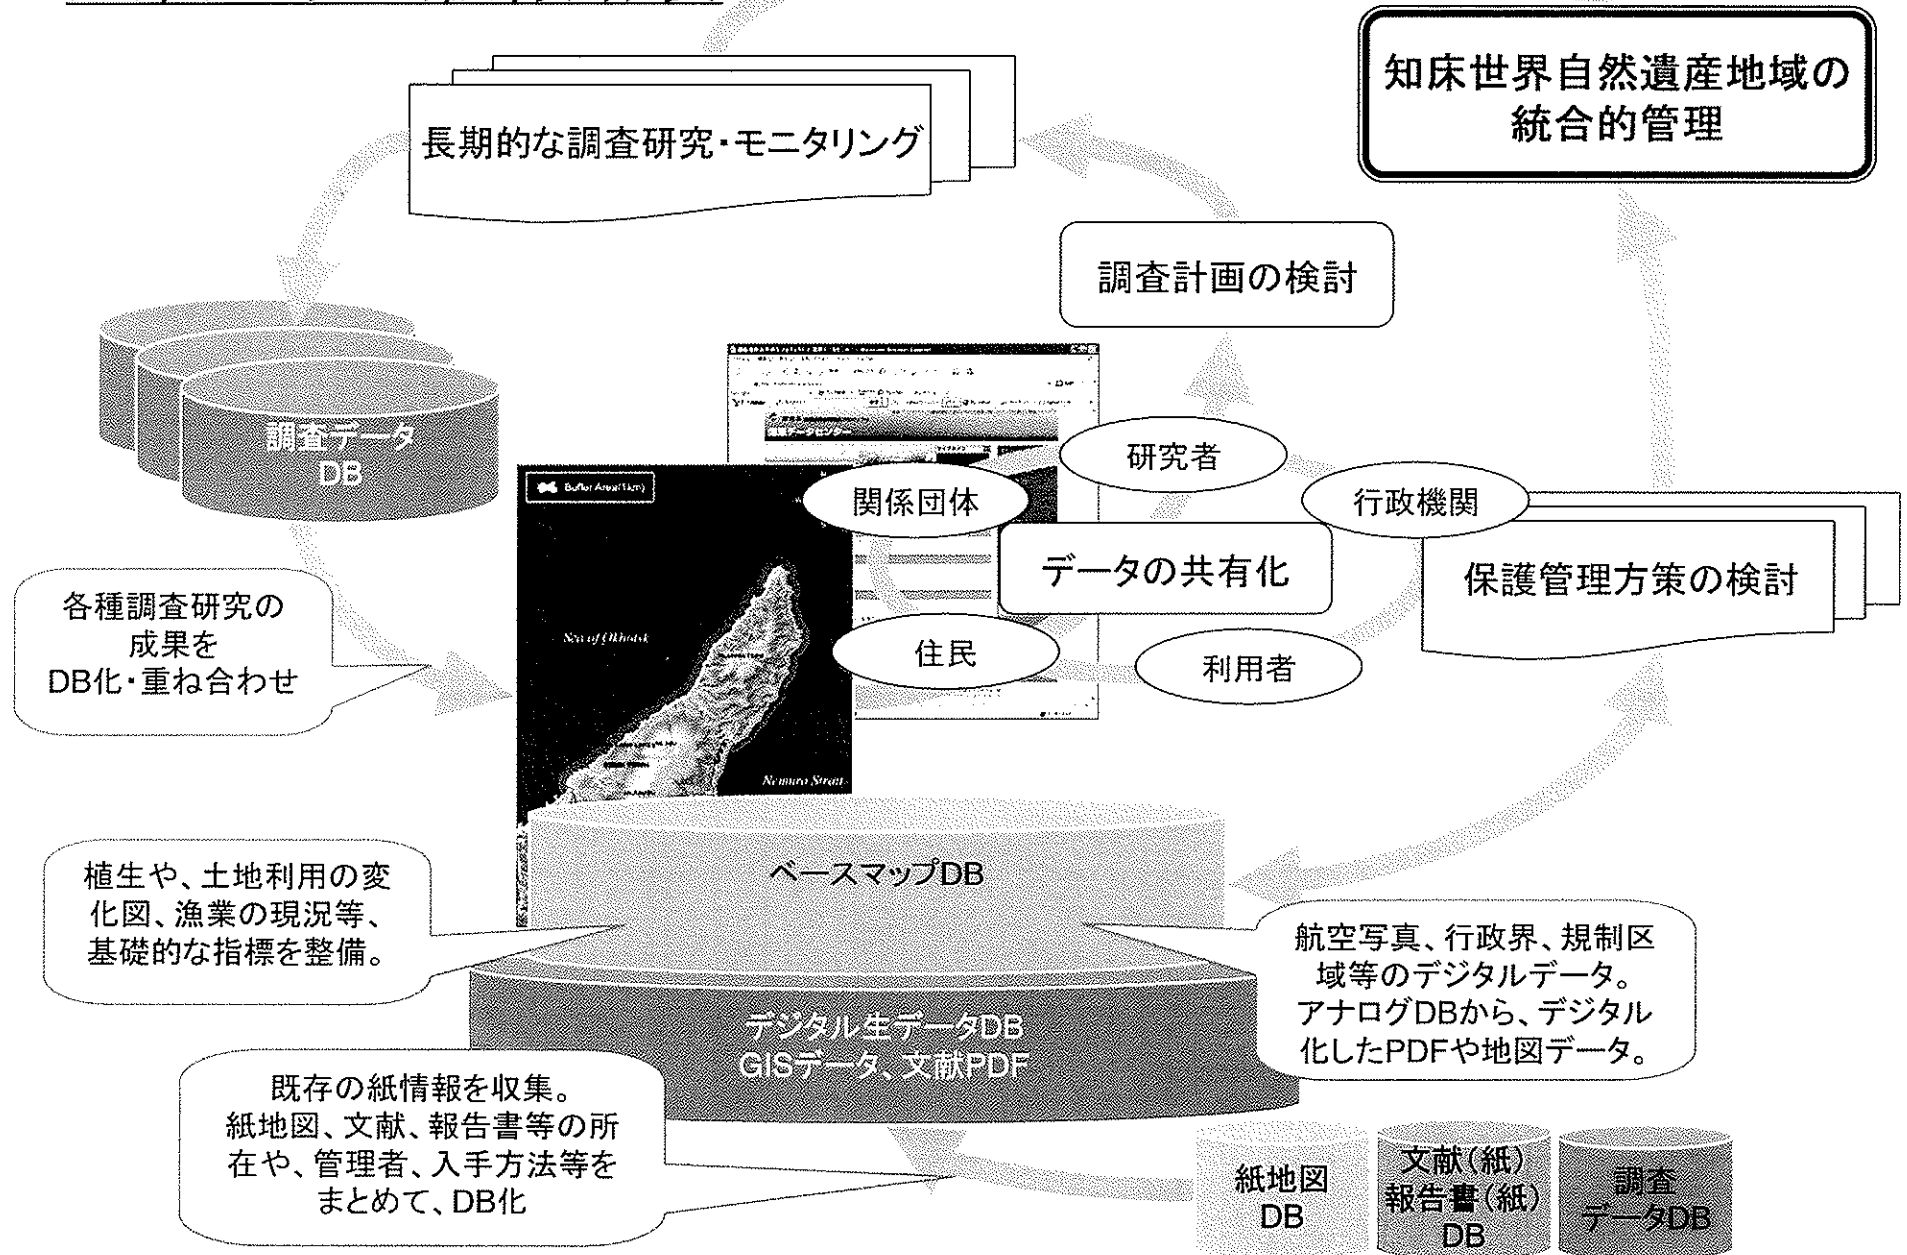 知床世界自然遺産地域の
統合的管理
長期的な調査研究・モニタリング
調査計画の検討
調査データ
DB
遺産データセンター
研究者
関係団体
行政機関
データの共有化
保護管理方策の検討
住民
利用者
Buffer Area(1km)
Sea of Okhotsk
Nemuro Strait
各種調査研究の
成果を
DB化・重ね合わせ
ベースマップDB
植生や、土地利用の変
化図、漁業の現況等、
基礎的な指標を整備。
航空写真、行政界、規制区
域等のデジタルデータ。
アナログDBから、デジタル
化したPDFや地図データ。
デジタル生データDB
GISデータ、文献PDF
既存の紙情報を収集。
紙地図、文献、報告書等の所
在や、管理者、入手方法等を
まとめて、DB化
紙地図
DB
文献(紙)
報告書(紙)
DB
調査
データDB